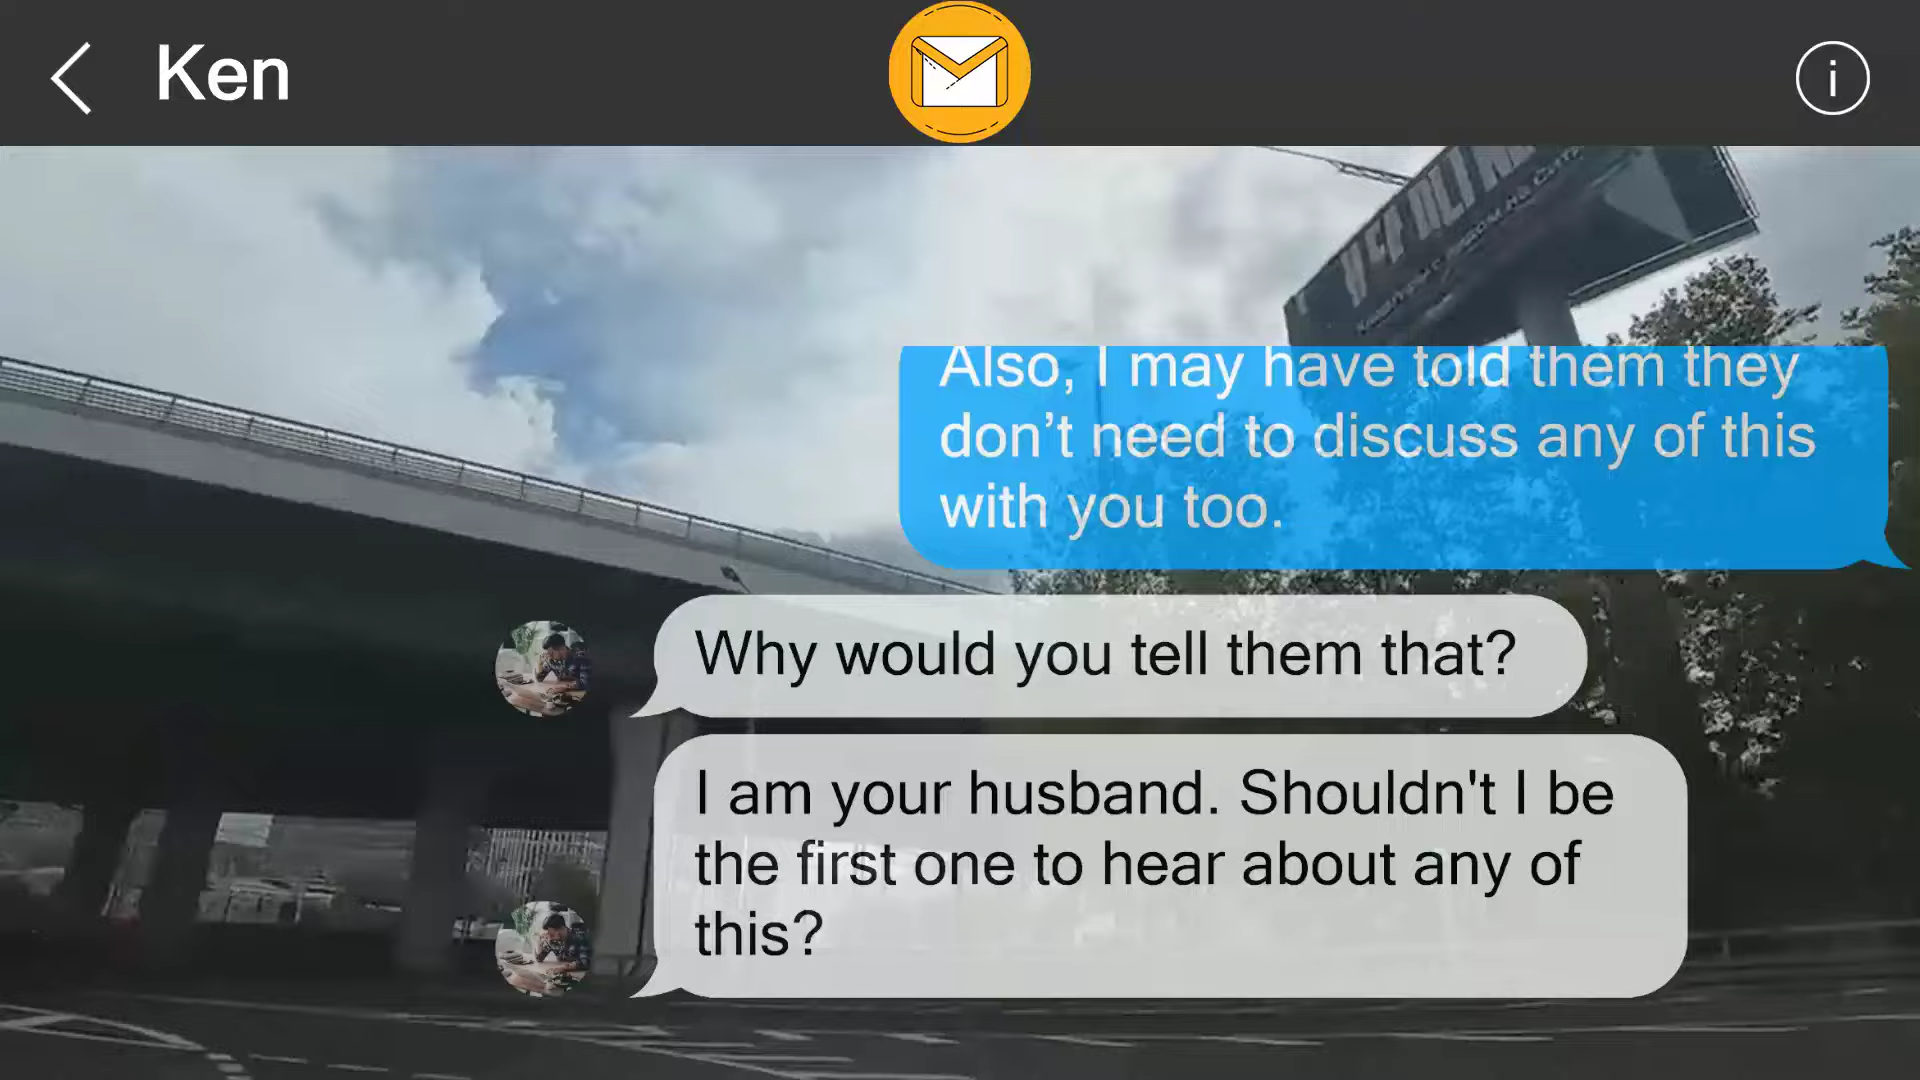 Ken
i
Also, I may have told them they
don’t need to discuss any of this
with you too.
Why would you tell them that?
I am your husband. Shouldn't I be
the first one to hear about any of
this?